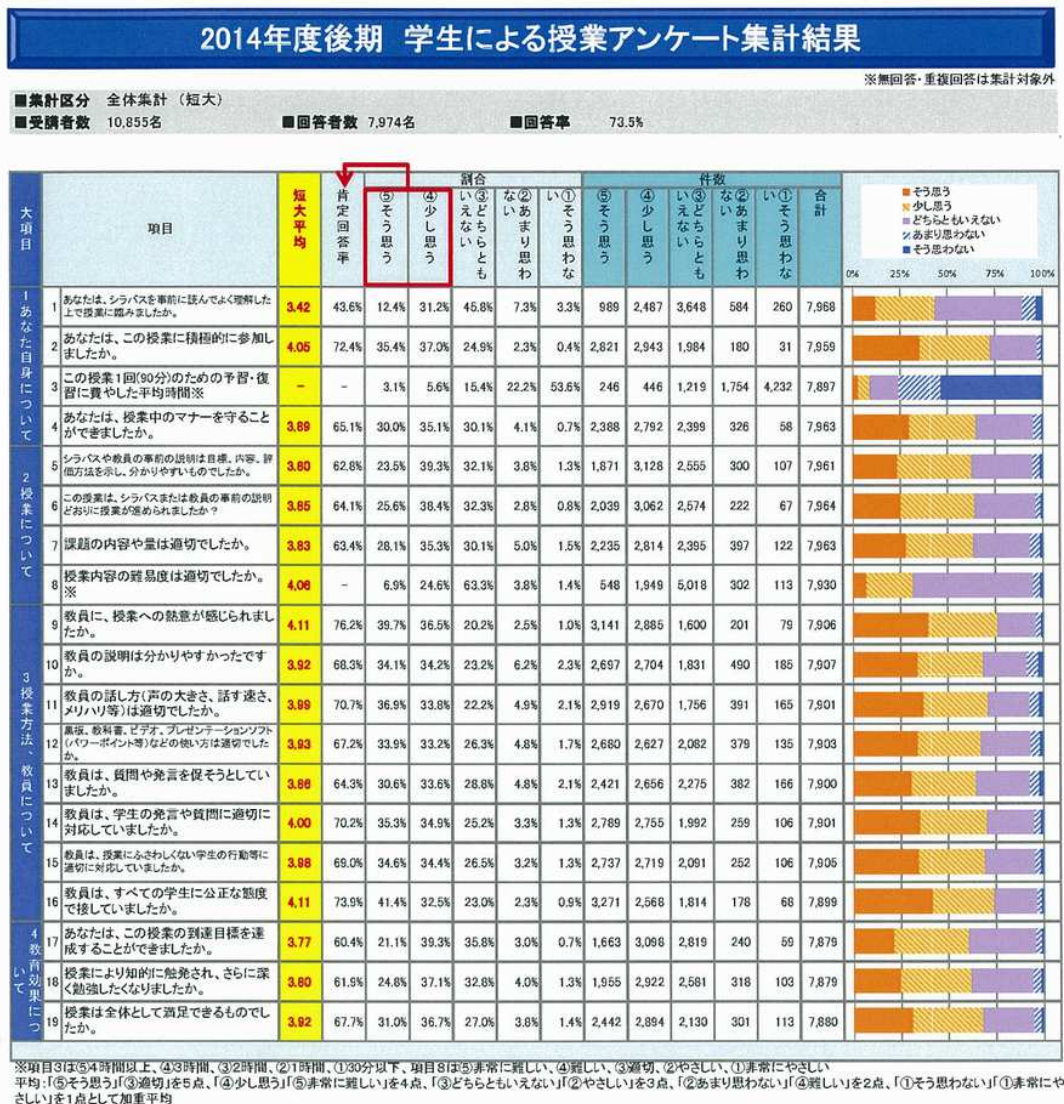 2014年度後期 学生による授業アンケート集計結果
※無回答・重複回答は集計対象外
■集計区分 全体集計（短大）
■受講者数 10,855名 ■回答者数 7,974名 ■回答率 73.5%
割合 件数
大項目 項目 短大平均 肯定回答率 ⑤そう思う ④少し思う ③どちらともいえない ②あまり思わない ①そう思わない ⑤そう思う ④少し思う ③どちらともいえない ②あまり思わない ①そう思わない 合計
そう思う
少し思う
どちらともいえない
あまり思わない
そう思わない
0% 25% 50% 75% 100%
1あなた自身について
1 あなたは、シラバスを事前に読んでよく理解した上で授業に臨みましたか。 3.42 43.6% 12.4% 31.2% 45.8% 7.3% 3.3% 989 2,487 3,648 584 260 7,968
2 あなたは、この授業に積極的に参加しましたか。 4.05 72.4% 35.4% 37.0% 24.9% 2.3% 0.4% 2,821 2,943 1,984 180 31 7,959
3 この授業1回(90分)のための予習・復習に費やした平均時間※ － － 3.1% 5.6% 15.4% 22.2% 53.6% 246 446 1,219 1,754 4,232 7,897
4 あなたは、授業中のマナーを守ることができましたか。 3.89 65.1% 30.0% 35.1% 30.1% 4.1% 0.7% 2,388 2,792 2,399 326 58 7,963
2授業について
5 シラバスや教員の事前の説明は目標、内容、評価方法を示し、分かりやすいものでしたか。 3.80 62.8% 23.5% 39.3% 32.1% 3.8% 1.3% 1,871 3,128 2,555 300 107 7,961
6 この授業は、シラバスまたは教員の事前の説明どおりに授業が進められましたか？ 3.85 64.1% 25.6% 38.4% 32.3% 2.8% 0.8% 2,039 3,062 2,574 222 67 7,964
7 課題の内容や量は適切でしたか。 3.83 63.4% 28.1% 35.3% 30.1% 5.0% 1.5% 2,235 2,814 2,395 397 122 7,963
8 授業内容の難易度は適切でしたか。※ 4.06 － 6.9% 24.6% 63.3% 3.8% 1.4% 548 1,949 5,018 302 113 7,930
3授業方法、教員について
9 教員に、授業への熱意が感じられましたか。 4.11 76.2% 39.7% 36.5% 20.2% 2.5% 1.0% 3,141 2,885 1,600 201 79 7,906
10 教員の説明は分かりやすかったですか。 3.92 68.3% 34.1% 34.2% 23.2% 6.2% 2.3% 2,697 2,704 1,831 490 185 7,907
11 教員の話し方(声の大きさ、話す速さ、メリハリ等)は適切でしたか。 3.99 70.7% 36.9% 33.8% 22.2% 4.9% 2.1% 2,919 2,670 1,756 391 165 7,901
12 黒板、教科書、ビデオ、プレゼンテーションソフト(パワーポイント等)などの使い方は適切でしたか。 3.93 67.2% 33.9% 33.2% 26.3% 4.8% 1.7% 2,680 2,627 2,082 379 135 7,903
13 教員は、質問や発言を促そうとしていましたか。 3.86 64.3% 30.6% 33.6% 28.8% 4.8% 2.1% 2,421 2,656 2,275 382 166 7,900
14 教員は、学生の発言や質問に適切に対応していましたか。 4.00 70.2% 35.3% 34.9% 25.2% 3.3% 1.3% 2,789 2,755 1,992 259 106 7,901
15 教員は、授業にふさわしくない学生の行動等に適切に対応していましたか。 3.98 69.0% 34.6% 34.4% 26.5% 3.2% 1.3% 2,737 2,719 2,091 252 106 7,905
16 教員は、すべての学生に公正な態度で接していましたか。 4.11 73.9% 41.4% 32.5% 23.0% 2.3% 0.9% 3,271 2,568 1,814 178 68 7,899
4教育効果について
17 あなたは、この授業の到達目標を達成することができましたか。 3.77 60.4% 21.1% 39.3% 35.8% 3.0% 0.7% 1,663 3,098 2,819 240 59 7,879
18 授業により知的に触発され、さらに深く勉強したくなりましたか。 3.80 61.9% 24.8% 37.1% 32.8% 4.0% 1.3% 1,955 2,922 2,581 318 103 7,879
19 授業は全体として満足できるものでしたか。 3.92 67.7% 31.0% 36.7% 27.0% 3.8% 1.4% 2,442 2,894 2,130 301 113 7,880
※項目3は⑤4時間以上、④3時間、③2時間、②1時間、①30分以下、項目8は⑤非常に難しい、④難しい、③適切、②やさしい、①非常にやさしい
平均：「⑤そう思う」「③適切」を5点、「④少し思う」「⑤非常に難しい」を4点、「③どちらともいえない」「②やさしい」を3点、「②あまり思わない」「④難しい」を2点、「①そう思わない」「①非常にや
さしい」を1点として加重平均